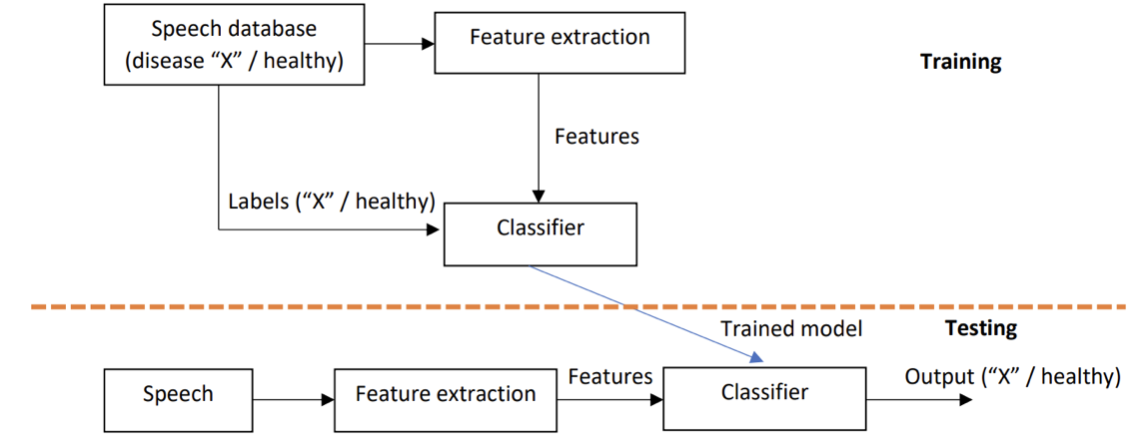 Speech database
(disease “X” / healthy)
Feature extraction
Training
Features
Labels (“X” / healthy)
Classifier
Trained model
Testing
Speech
Feature extraction
Features
Classifier
Output (“X” / healthy)